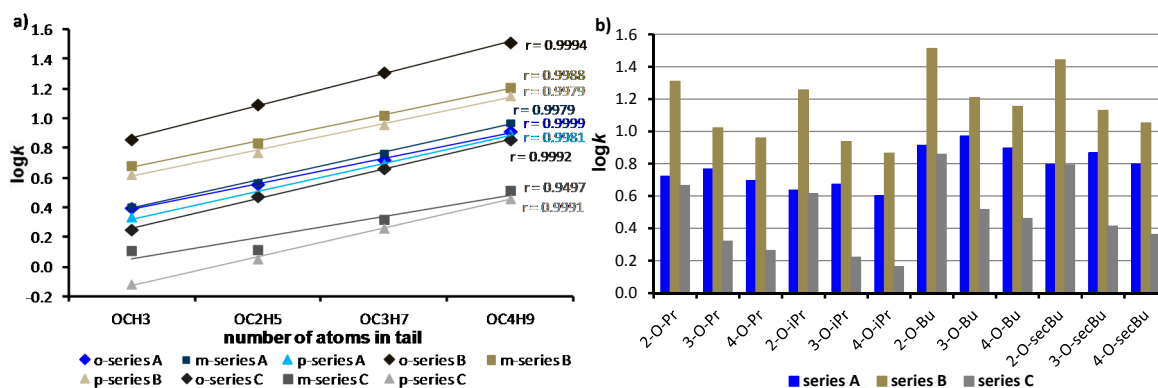 a)
logk
1.6
1.4
1.2
1.0
0.8
0.6
0.4
0.2
0.0
-0.2
r = 0.9994
r = 0.9988
r = 0.9979
r = 0.9979
r = 0.9999
r = 0.9981
r = 0.9992
r = 0.9497
r = 0.9991
OCH3 OC2H5 OC3H7 OC4H9
number of atoms in tail
o-series A m-series A p-series A o-series B m-series B
p-series B o-series C m-series C p-series C
b)
logk
1.6
1.4
1.2
1.0
0.8
0.6
0.4
0.2
0.0
2-O-Pr 3-O-Pr 4-O-Pr 2-O-iPr 3-O-iPr 4-O-iPr 2-O-Bu 3-O-Bu 4-O-Bu 2-O-secBu 3-O-secBu 4-O-secBu
series A series B series C